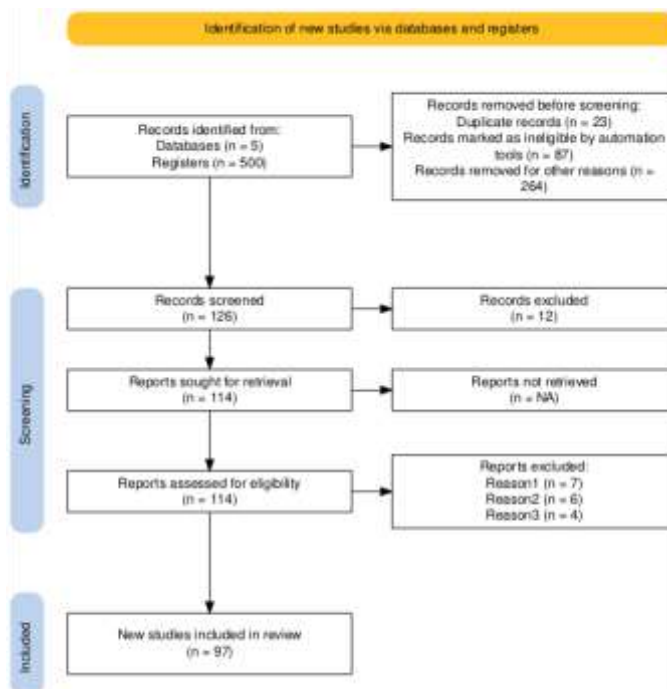 Identification of new studies via databases and registers
Identification
Records identified from:
Databases (n = 5)
Registers (n = 500)
Records removed before screening:
Duplicate records (n = 23)
Records marked as ineligible by automation
tools (n = 87)
Records removed for other reasons (n =
264)
Screening
Records screened
(n = 126)
Records excluded
(n = 12)
Reports sought for retrieval
(n = 114)
Reports not retrieved
(n = NA)
Reports assessed for eligibility
(n = 114)
Reports excluded:
Reason1 (n = 7)
Reason2 (n = 6)
Reason3 (n = 4)
Included
New studies included in review
(n = 97)